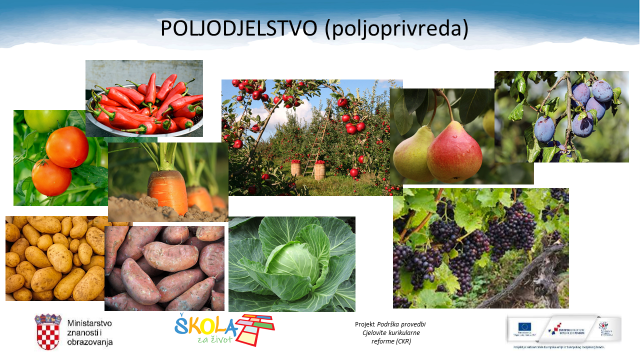 POLJODJELSTVO (poljoprivreda)
Ministarstvo
znanosti i
obrazovanja
ŠKOLA
za život
Projekt Podrška provedbi
Cjelovite kurikularne
reforme (CKR)